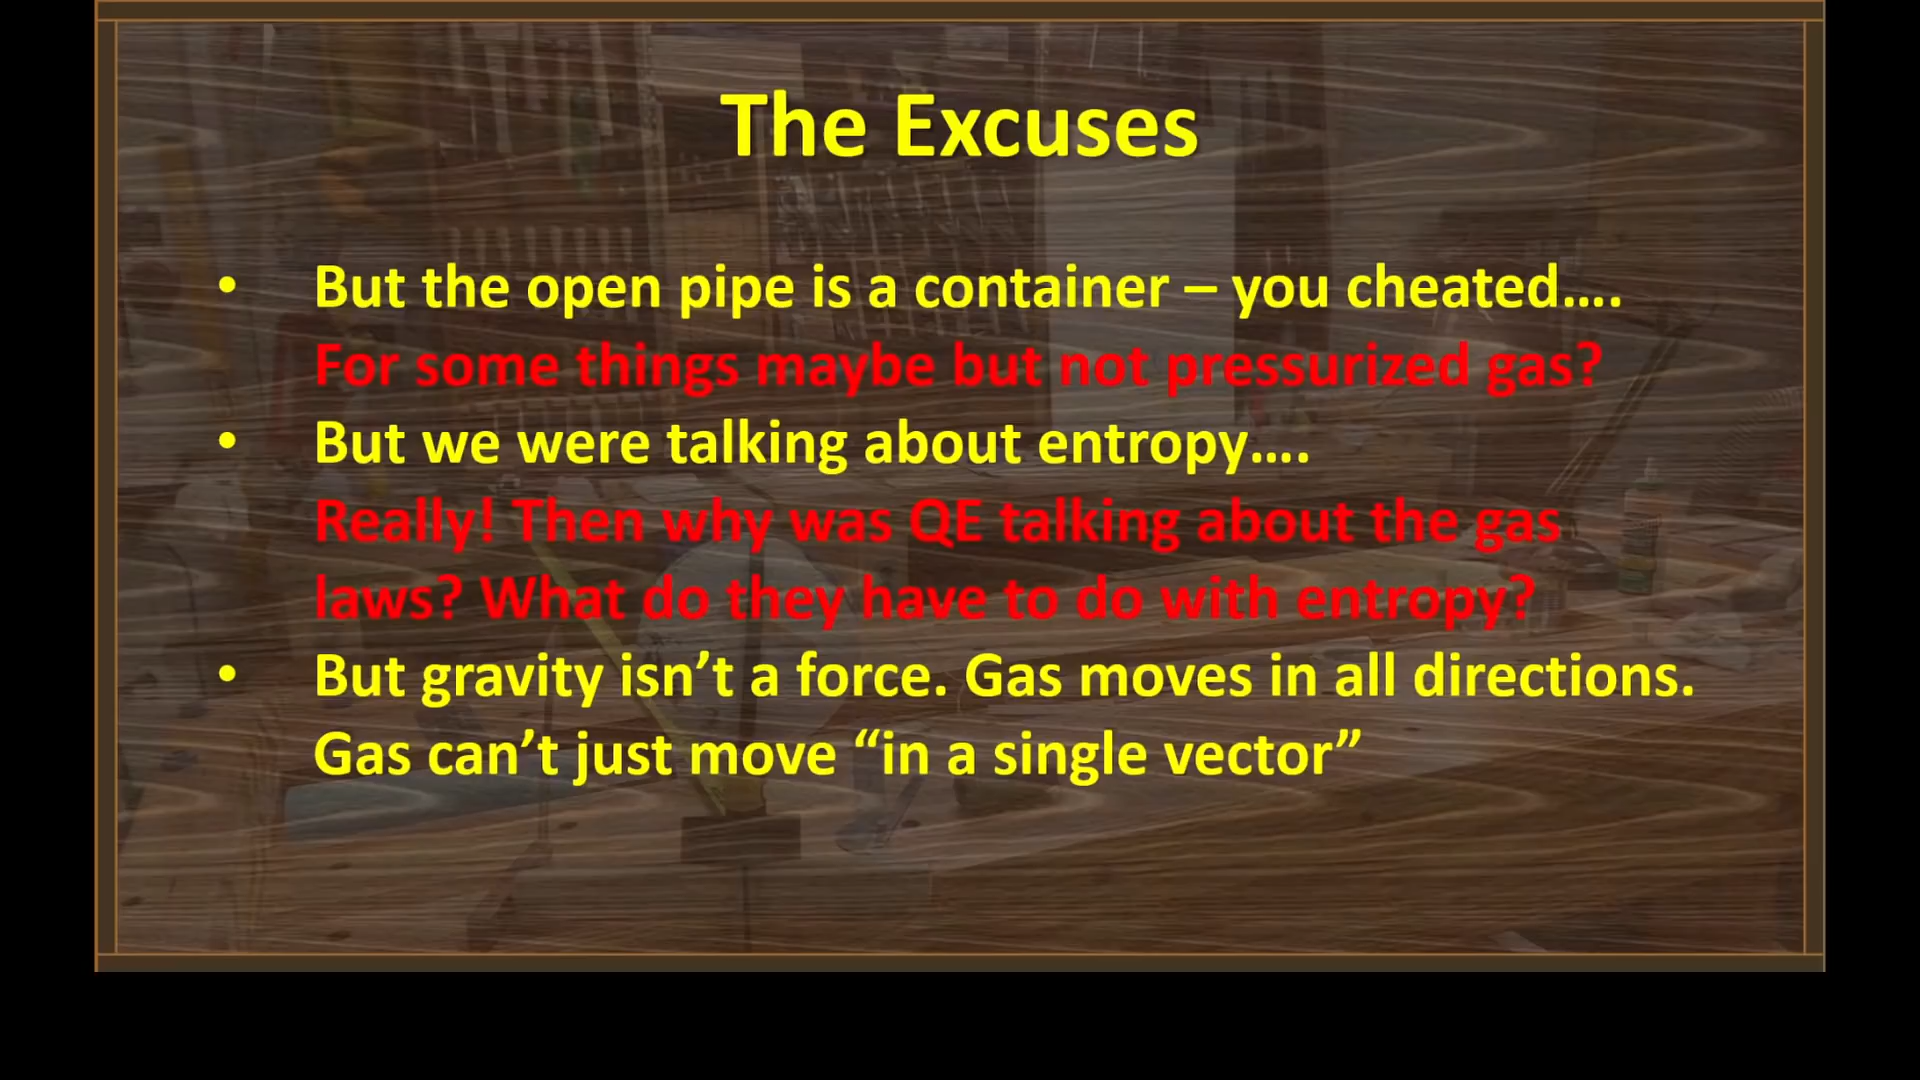 The Excuses
• But the open pipe is a container – you cheated....
For some things maybe but not pressurized gas?
• But we were talking about entropy....
Really! Then why was QE talking about the gas
laws? What do they have to do with entropy?
• But gravity isn’t a force. Gas moves in all directions.
Gas can’t just move “in a single vector”